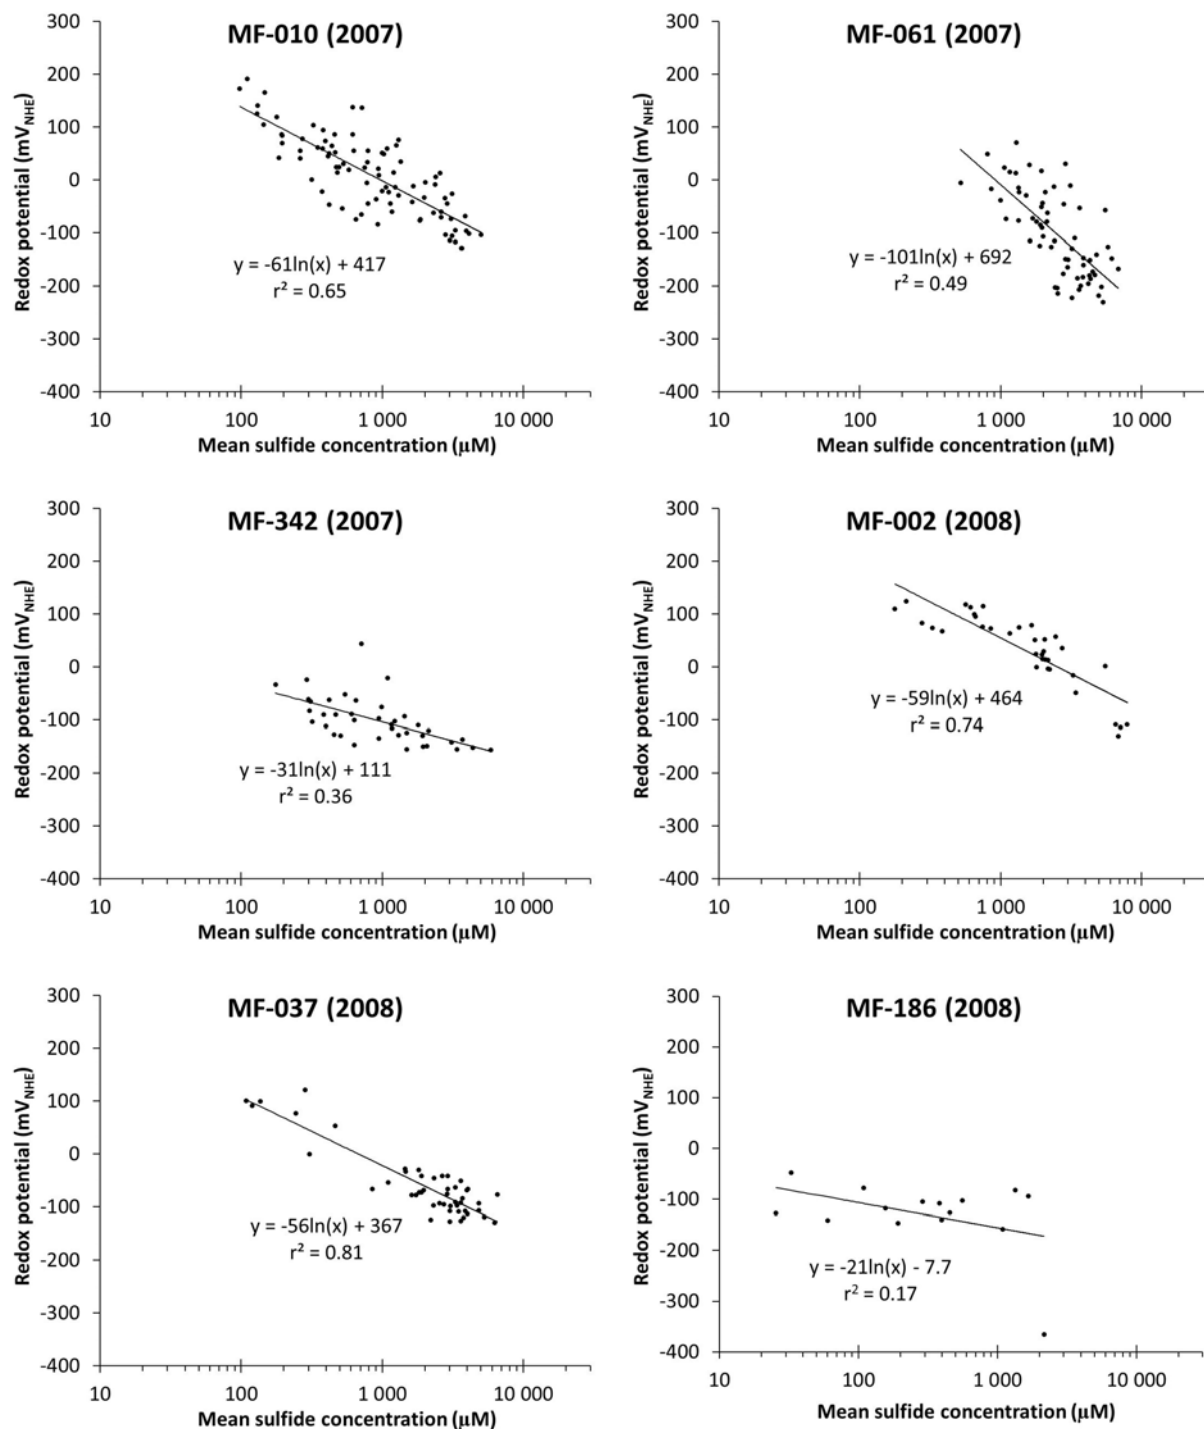 MF-010 (2007)
Redox potential (mVNHE)
300
200
100
0
-100
-200
-300
-400
y = -61ln(x) + 417
r² = 0.65
10
100
1 000
10 000
Mean sulfide concentration (µM)
MF-061 (2007)
Redox potential (mVNHE)
300
200
100
0
-100
-200
-300
-400
y = -101ln(x) + 692
r² = 0.49
10
100
1 000
10 000
Mean sulfide concentration (µM)
MF-342 (2007)
Redox potential (mVNHE)
300
200
100
0
-100
-200
-300
-400
y = -31ln(x) + 111
r² = 0.36
10
100
1 000
10 000
Mean sulfide concentration (µM)
MF-002 (2008)
Redox potential (mVNHE)
300
200
100
0
-100
-200
-300
-400
y = -59ln(x) + 464
r² = 0.74
10
100
1 000
10 000
Mean sulfide concentration (µM)
MF-037 (2008)
Redox potential (mVNHE)
300
200
100
0
-100
-200
-300
-400
y = -56ln(x) + 367
r² = 0.81
10
100
1 000
10 000
Mean sulfide concentration (µM)
MF-186 (2008)
Redox potential (mVNHE)
300
200
100
0
-100
-200
-300
-400
y = -21ln(x) - 7.7
r² = 0.17
10
100
1 000
10 000
Mean sulfide concentration (µM)